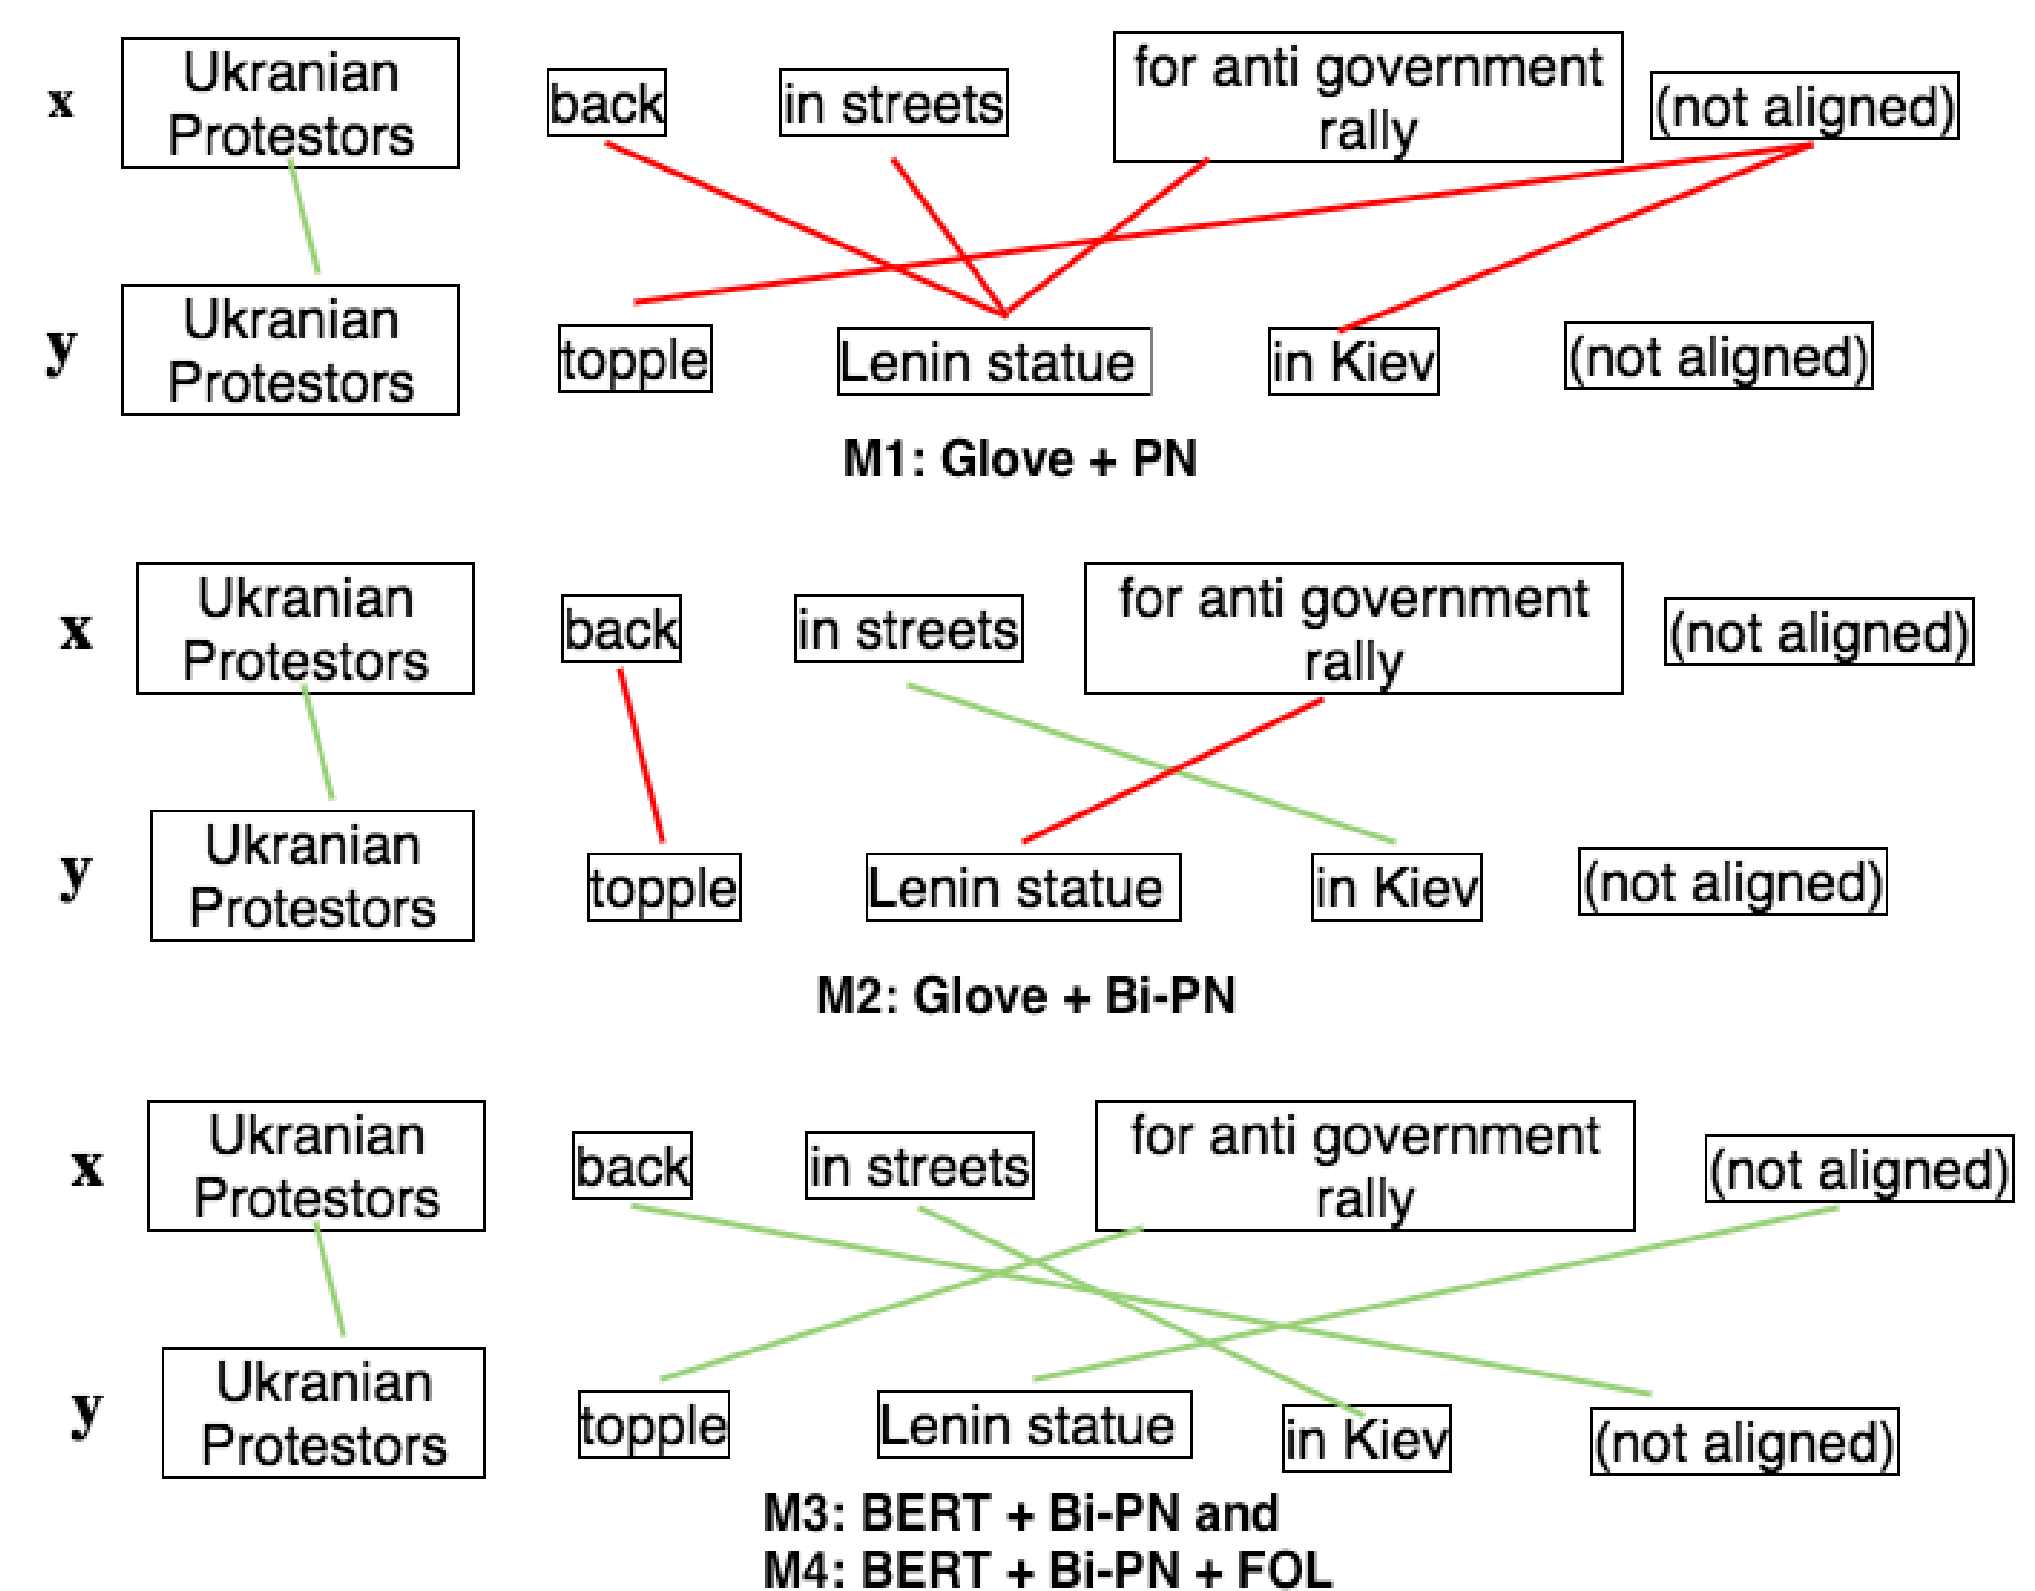 x
Ukranian
Protestors
back
in streets
for anti government
rally
(not aligned)
y
Ukranian
Protestors
topple
Lenin statue
in Kiev
(not aligned)
M1: Glove + PN
x
Ukranian
Protestors
back
in streets
for anti government
rally
(not aligned)
y
Ukranian
Protestors
topple
Lenin statue
in Kiev
(not aligned)
M2: Glove + Bi-PN
x
Ukranian
Protestors
back
in streets
for anti government
rally
(not aligned)
y
Ukranian
Protestors
topple
Lenin statue
in Kiev
(not aligned)
M3: BERT + Bi-PN and
M4: BERT + Bi-PN + FOL